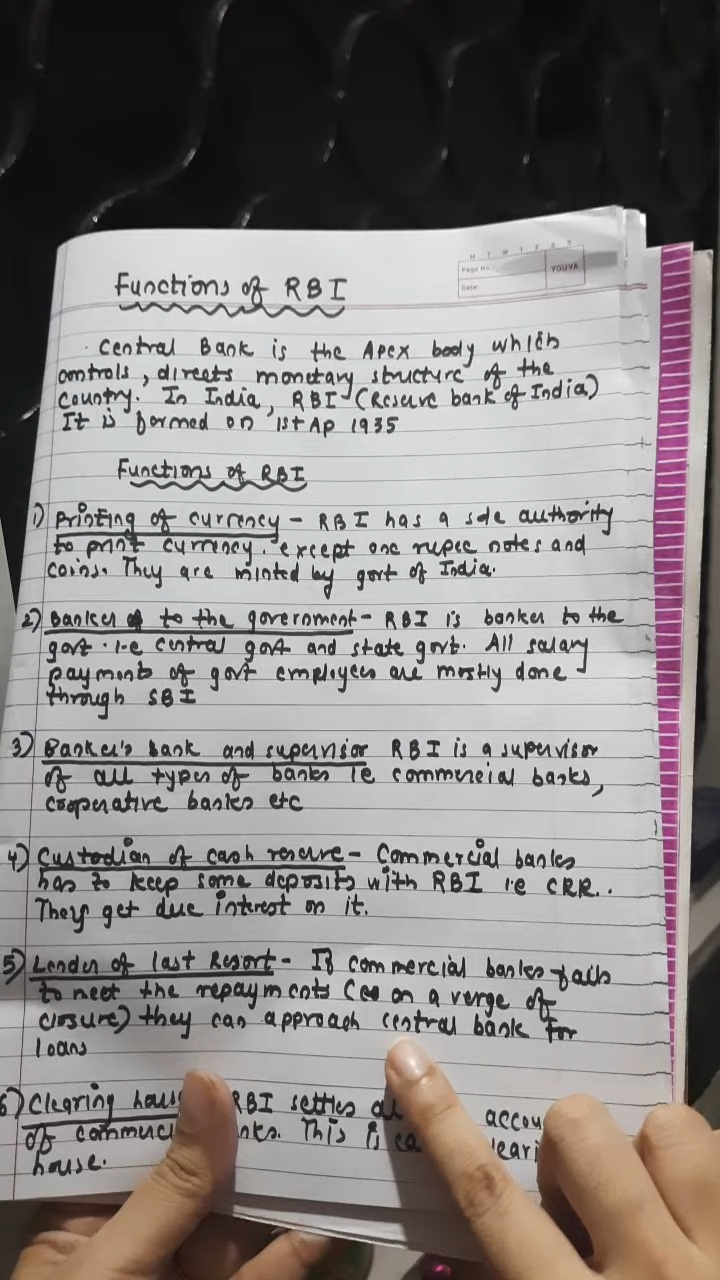 M T W T F S S
Page No.:
YOUVA
Date:
Functions of RBI
. Central Bank is the Apex body which
controls, directs monetary structure of the
country. In India, RBI (Reserve bank of India)
It is formed on 1st Ap 1935
Functions of RBI
1) Printing of currency - RBI has a sole authority
to print currency. except one rupee notes and
coins. They are minted by govt of India.
2) Banker to the government - RBI is banker to the
govt. i.e central govt and state govt. All salary
payments of govt employees are mostly done
through SBI
3) Banker's bank and supervisior RBI is a supervisor
of all types of banks ie commercial banks,
cooperative banks etc
4) Custodian of cash reserve - Commercial banks
has to keep some deposits with RBI i.e CRR..
They get due interest on it.
5) Lender of last Resort - If commercial banks fails
to meet the repayments ( on a verge of
closure) they can approach central bank for
loans
6) Clearing RBI settles
of This is
house.